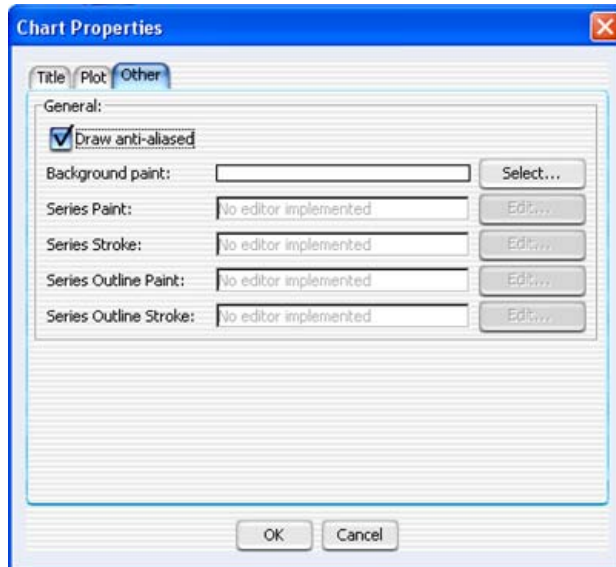 Chart Properties
Title Plot Other
General:
Draw anti-aliased
Background paint: Select...
Series Paint: No editor implemented Edit...
Series Stroke: No editor implemented Edit...
Series Outline Paint: No editor implemented Edit...
Series Outline Stroke: No editor implemented Edit...
OK Cancel